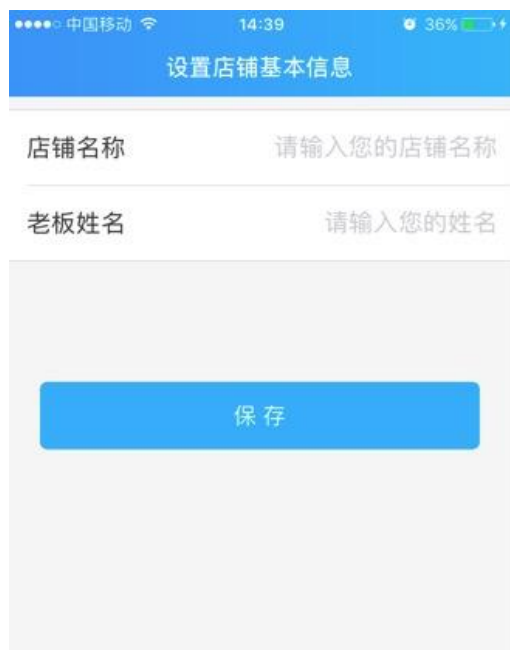 中国移动 14:39 36%
设置店铺基本信息
店铺名称 请输入您的店铺名称
老板姓名 请输入您的姓名
保存